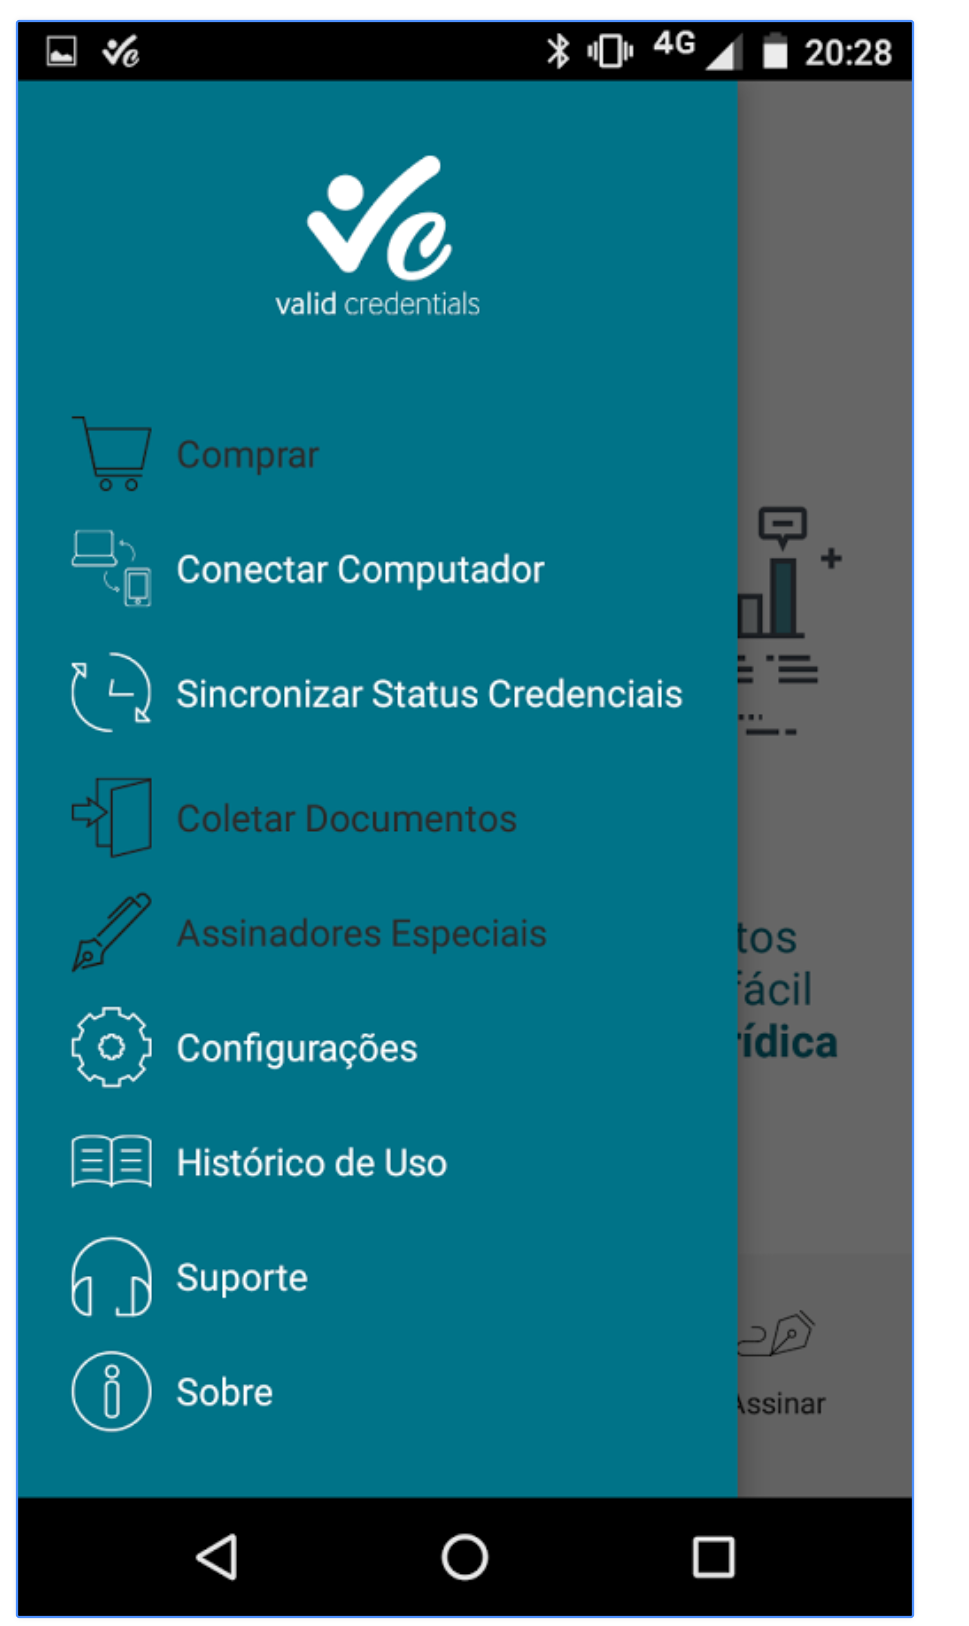 4G 20:28
valid credentials
Comprar
Conectar Computador
Sincronizar Status Credenciais
Coletar Documentos
Assinadores Especiais
tos
fácil
rídica
Configurações
Histórico de Uso
Suporte
Sobre
Assinar